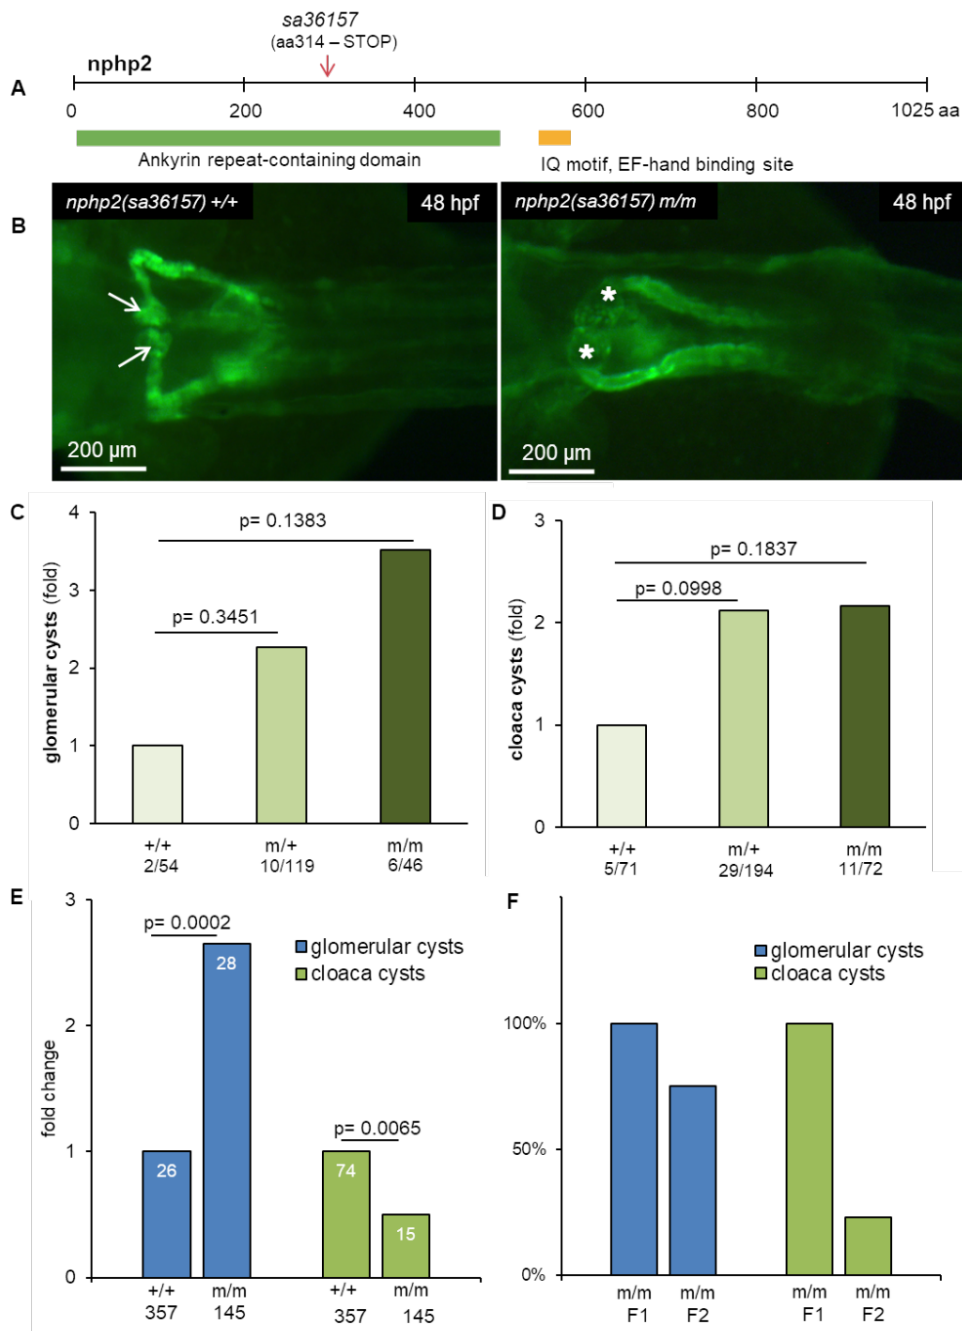 sa36157
(aa314 – STOP)
nphp2
A
0 200 400 600 800 1025 aa
Ankyrin repeat-containing domain
IQ motif, EF-hand binding site
B
nphp2(sa36157) +/+ 48 hpf
200 µm
nphp2(sa36157) m/m 48 hpf
* *
200 µm
C
glomerular cysts (fold)
4
3
2
1
0
p= 0.1383
p= 0.3451
+/+ m/+ m/m
2/54 10/119 6/46
D
cloaca cysts (fold)
3
2
1
0
p= 0.1837
p= 0.0998
+/+ m/+ m/m
5/71 29/194 11/72
E
fold change
3
2
1
0
p= 0.0002
glomerular cysts
cloaca cysts
28
26
p= 0.0065
74
15
+/+ m/m +/+ m/m
357 145 357 145
F
glomerular cysts
cloaca cysts
100%
50%
0%
m/m m/m m/m m/m
F1 F2 F1 F2